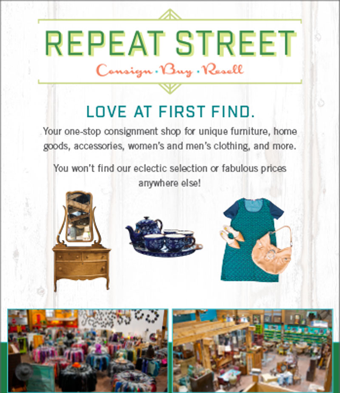 REPEAT STREET
Consign • Buy • Resell
LOVE AT FIRST FIND.
Your one-stop consignment shop for unique furniture, home
goods, accessories, women's and men's clothing, and more.
You won't find our eclectic selection or fabulous prices
anywhere else!